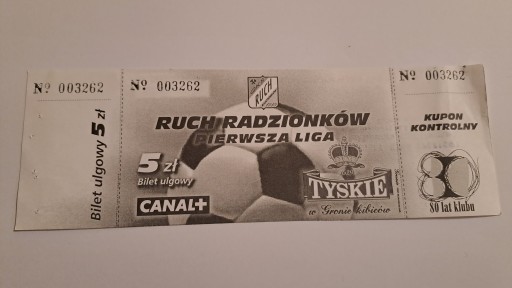 Nº 003262
Bilet ulgowy 5 zł
Nº 003262
RUCH
RUCH RADZIONKÓW
PIERWSZA LIGA
5 zł
Bilet ulgowy
CANAL+
TYSKIE
w Gronie kibiców
Nº 003262
KUPON
KONTROLNY
80
80 lat klubu